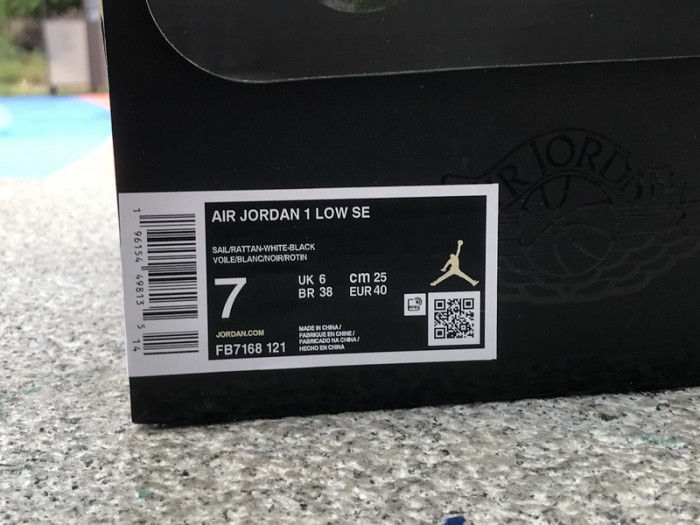 AIR JORDAN
AIR JORDAN 1 LOW SE
SAIL/RATTAN-WHITE-BLACK
VOILE/BLANC/NOIR/ROTIN
7
UK 6 cm 25
BR 38 EUR 40
JORDAN.COM
FB7168 121
MADE IN CHINA /
FABRIQUE EN CHINE /
FABRICADO NA CHINA /
HECHO EN CHINA
1 96154 49813 5 14